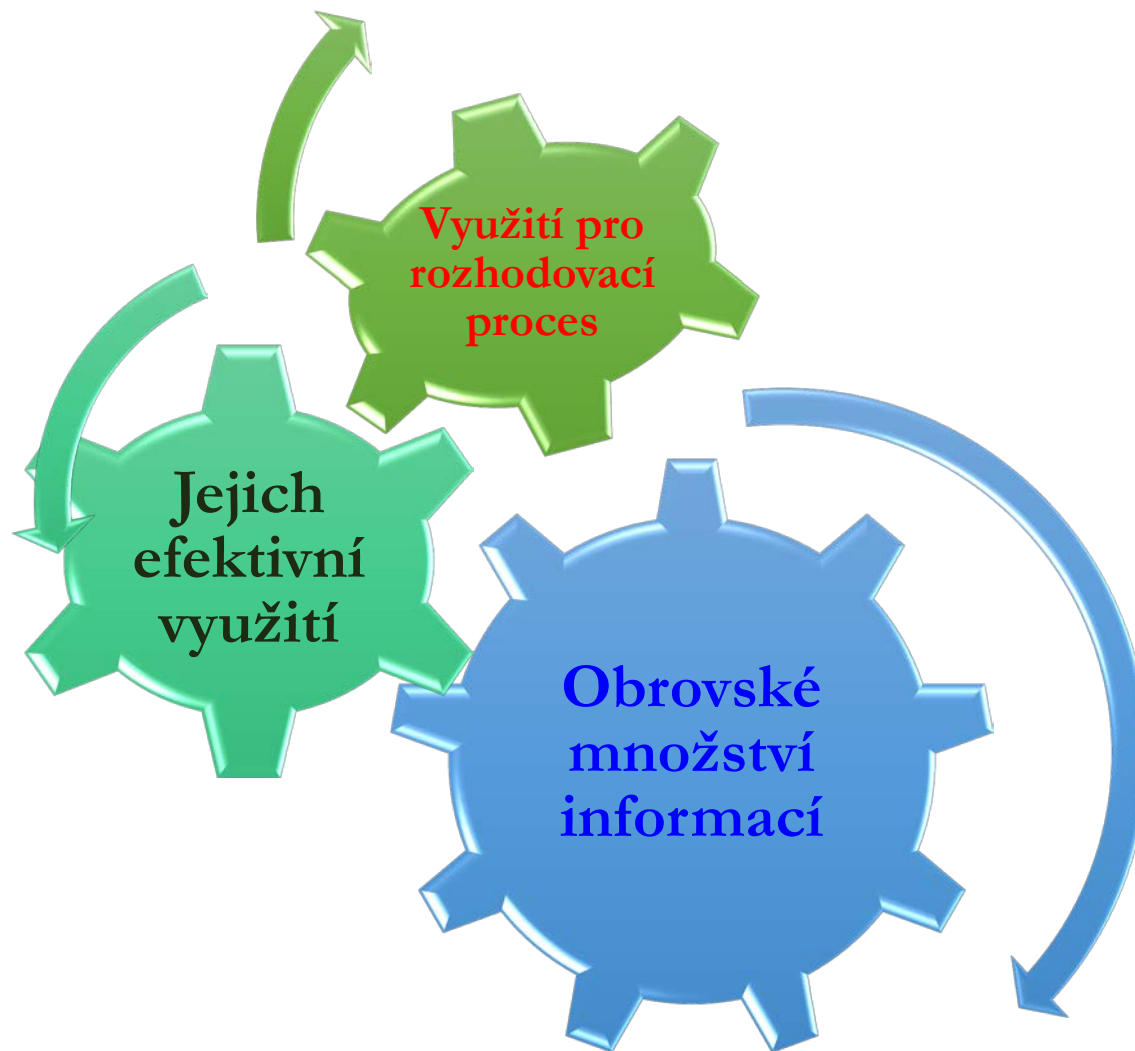 Využití pro
rozhodovací
proces
Jejich
efektivní
využití
Obrovské
množství
informací